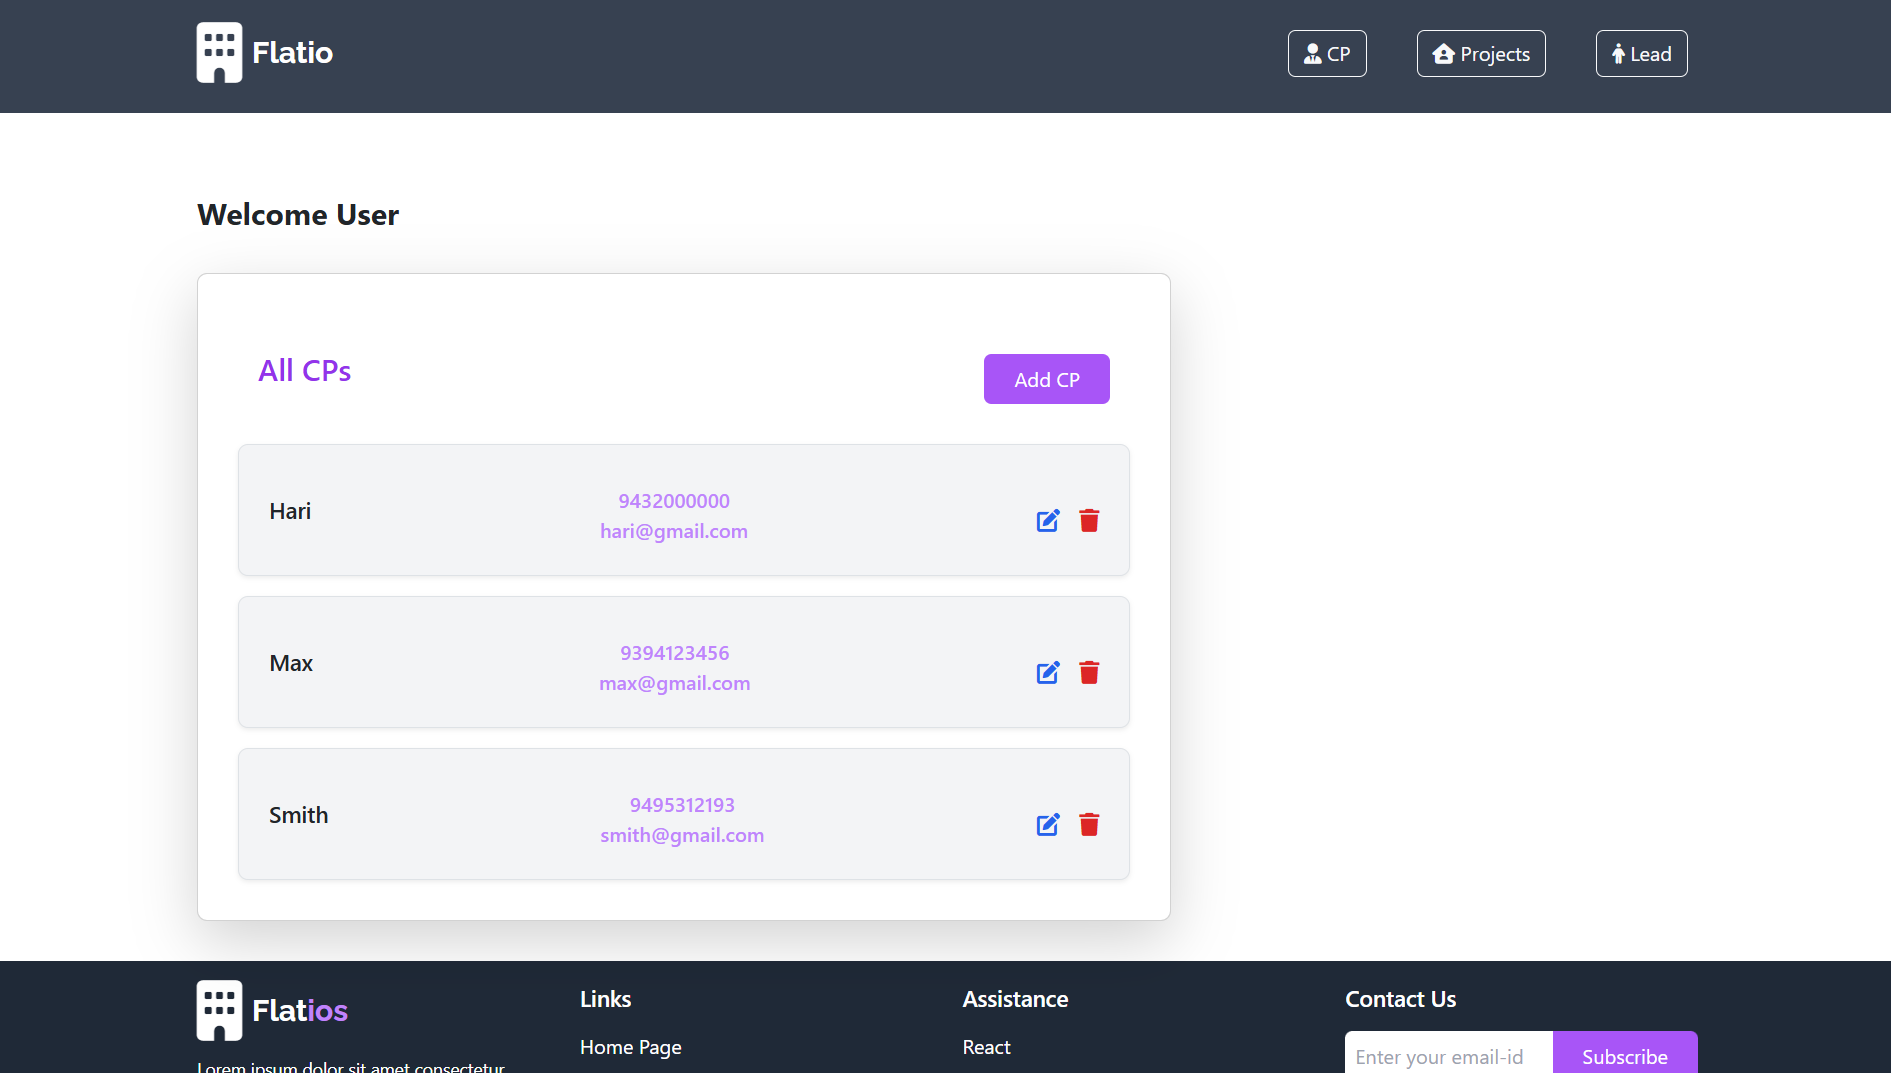 Flatio
CP
Projects
Lead
Welcome User
All CPs
Add CP
Hari
9432000000
hari@gmail.com
Max
9394123456
max@gmail.com
Smith
9495312193
smith@gmail.com
Flatios
Lorem ipsum dolor sit amet consectetur
Links
Home Page
Assistance
React
Contact Us
Enter your email-id
Subscribe